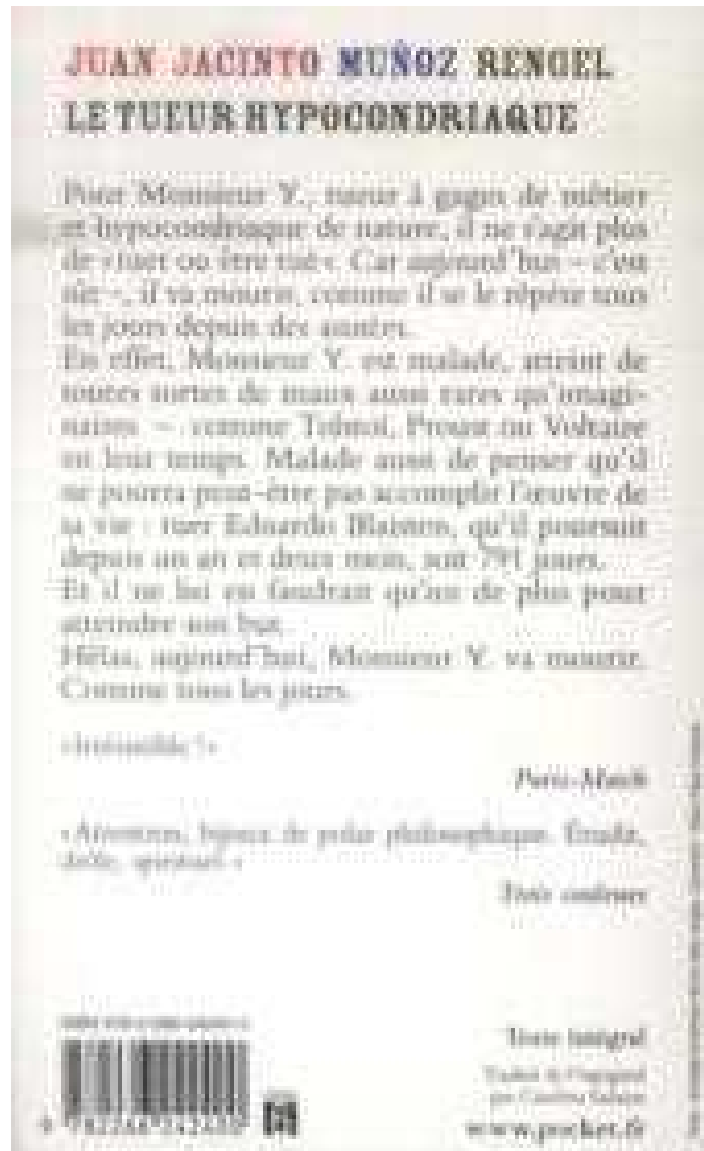 JUAN JACINTO MUÑOZ RENGEL
LE TUEUR HYPOCONDRIAQUE
Pour Monsieur Y., tueur à gages de métier
et hypocondriaque de nature, il ne s'agit plus
de «tuer ou être tué». Car aujourd'hui – c'est
sûr –, il va mourir, comme il se le répète tous
les jours depuis des années.
En effet, Monsieur Y. est malade, atteint de
toutes sortes de maux aussi rares qu'imagi-
naires – comme Tolstoï, Proust ou Voltaire
en leur temps. Malade aussi de penser qu'il
ne pourra peut-être pas accomplir l'œuvre de
sa vie : tuer Eduardo Blaisten, qu'il poursuit
depuis un an et deux mois, soit 791 jours.
Et il ne lui en faudrait qu'un de plus pour
atteindre son but.
Hélas, aujourd'hui, Monsieur Y. va mourir.
Comme tous les jours.
«Irrésistible !»
Paris-Match
«Attention, bijoux de polar philosophique. Érudit,
drôle, spirituel.»
Trois couleurs
Texte intégral
Traduit de l'espagnol
par Catalina Salazar
www.pocket.fr